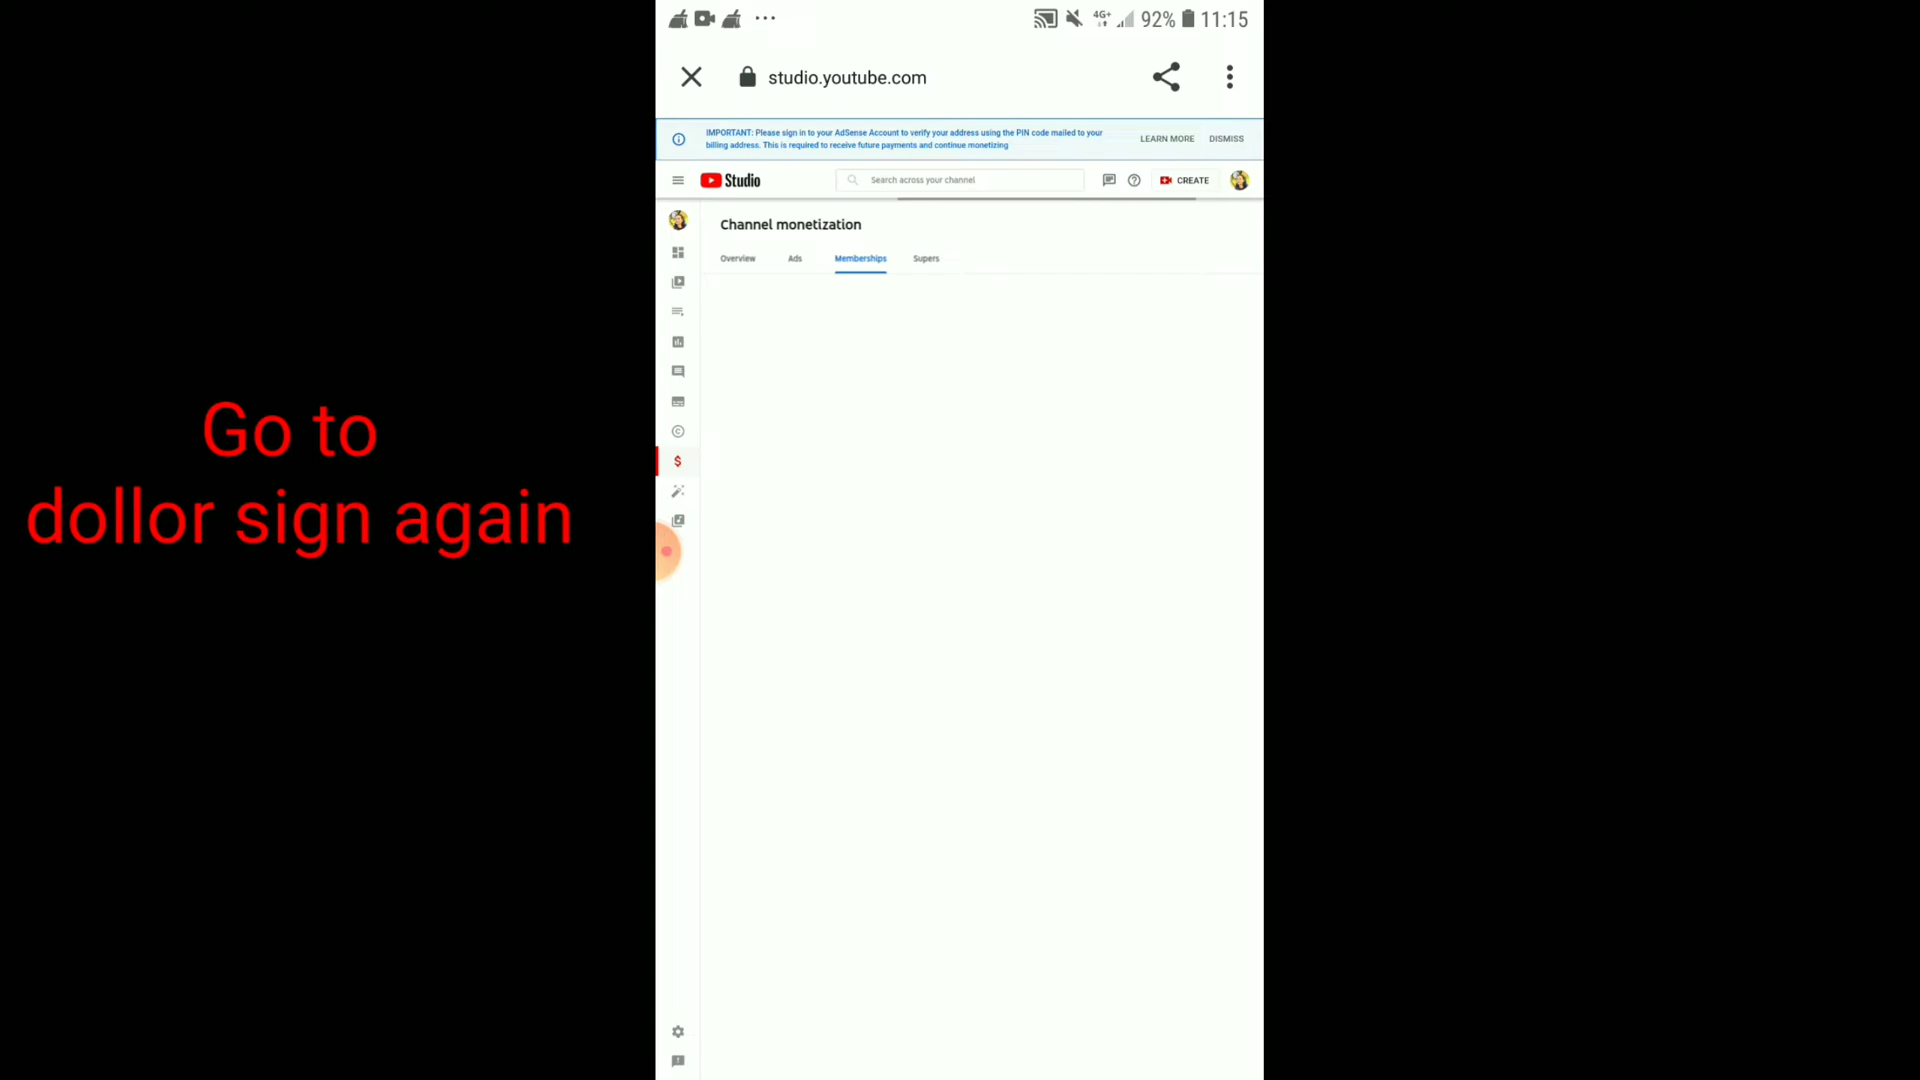 92% 11:15
studio.youtube.com
IMPORTANT: Please sign in to your AdSense Account to verify your address using the PIN code mailed to your
billing address. This is required to receive future payments and continue monetizing
LEARN MORE DISMISS
Studio
Search across your channel
CREATE
Channel monetization
Overview Ads Memberships Supers
$
Go to
dollor sign again
4G+